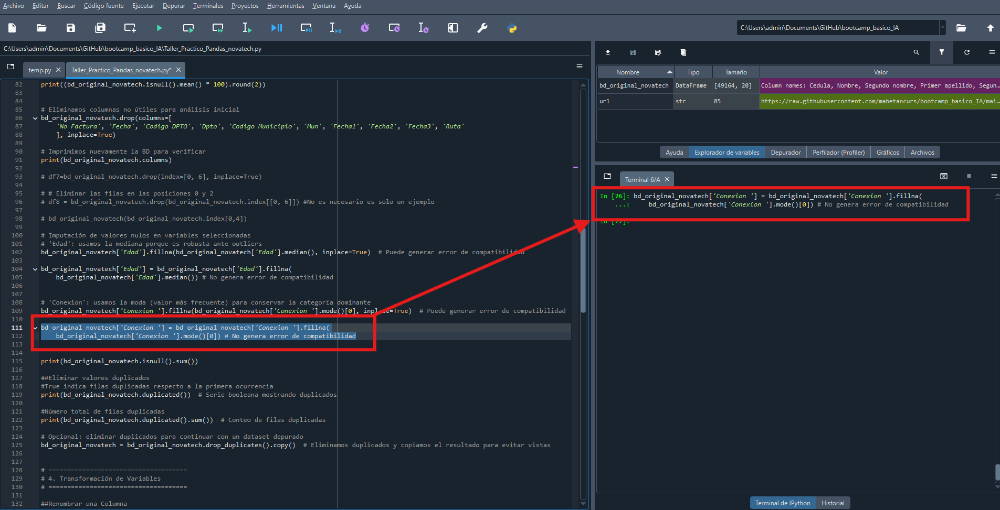 Archivo Editar Buscar Código fuente Ejecutar Depurar Terminales Proyectos Herramientas Ventana Ayuda
C:\Users\admin\Documents\GitHub\bootcamp_basico_IA
C:\Users\admin\Documents\GitHub\bootcamp_basico_IA\Taller_Practico_Pandas_novatech.py
temp.py Taller_Practico_Pandas_novatech.py*
82 print((bd_original_novatech.isnull().mean() * 100).round(2))
83
84
85 # Eliminamos columnas no útiles para análisis inicial
86 bd_original_novatech.drop(columns=[
87 'No Factura', 'Fecha', 'Codigo DPTO', 'Dpto', 'Codigo Municipio', 'Mun', 'Fecha1', 'Fecha2', 'Fecha3', 'Ruta'
88 ], inplace=True)
89
90 # Imprimimos nuevamente la BD para verificar
91 print(bd_original_novatech.columns)
92
93 # df7=bd_original_novatech.drop(index=[0, 6], inplace=True)
94
95 # # Eliminar las filas en las posiciones 0 y 2
96 # df8 = bd_original_novatech.drop(bd_original_novatech.index[[0, 6]]) #No es necesario es solo un ejemplo
97
98 # bd_original_novatech(bd_original_novatech.index[0,4])
99
100 # Imputación de valores nulos en variables seleccionadas
101 # 'Edad': usamos la mediana porque es robusta ante outliers
102 bd_original_novatech['Edad'].fillna(bd_original_novatech['Edad'].median(), inplace=True) # Puede generar error de compatibilidad
103
104 bd_original_novatech['Edad'] = bd_original_novatech['Edad'].fillna(
105 bd_original_novatech['Edad'].median()) # No genera error de compatibilidad
106
107
108 # 'Conexion': usamos la moda (valor más frecuente) para conservar la categoría dominante
109 bd_original_novatech['Conexion '].fillna(bd_original_novatech['Conexion '].mode()[0], inplace=True) # Puede generar error de compatibilidad
110
111 bd_original_novatech['Conexion '] = bd_original_novatech['Conexion '].fillna(
112 bd_original_novatech['Conexion '].mode()[0]) # No genera error de compatibilidad
113
114
115 print(bd_original_novatech.isnull().sum())
116
117 ##Eliminar valores duplicados
118 #True indica filas duplicadas respecto a la primera ocurrencia
119 print(bd_original_novatech.duplicated()) # Serie booleana mostrando duplicados
120
121 #Número total de filas duplicadas
122 print(bd_original_novatech.duplicated().sum()) # Conteo de filas duplicadas
123
124 # Opcional: eliminar duplicados para continuar con un dataset depurado
125 bd_original_novatech = bd_original_novatech.drop_duplicates().copy() # Eliminamos duplicados y copiamos el resultado para evitar vistas
126
127
128 # =====================================
129 # 4. Transformación de Variables
130 # =====================================
131
132 ##Renombrar una Columna
Nombre Tipo Tamaño Valor
bd_original_novatech DataFrame [49164, 20] Column names: Cedula, Nombre, Segundo nombre, Primer apellido, Segun...
url str 85 https://raw.githubusercontent.com/mabetancurs/bootcamp_basico_IA/mai...
Ayuda Explorador de variables Depurador Perfilador (Profiler) Gráficos Archivos
Terminal 6/A
In [26]: bd_original_novatech['Conexion '] = bd_original_novatech['Conexion '].fillna(
...: bd_original_novatech['Conexion '].mode()[0]) # No genera error de compatibilidad
In [27]:
Terminal de IPython Historial